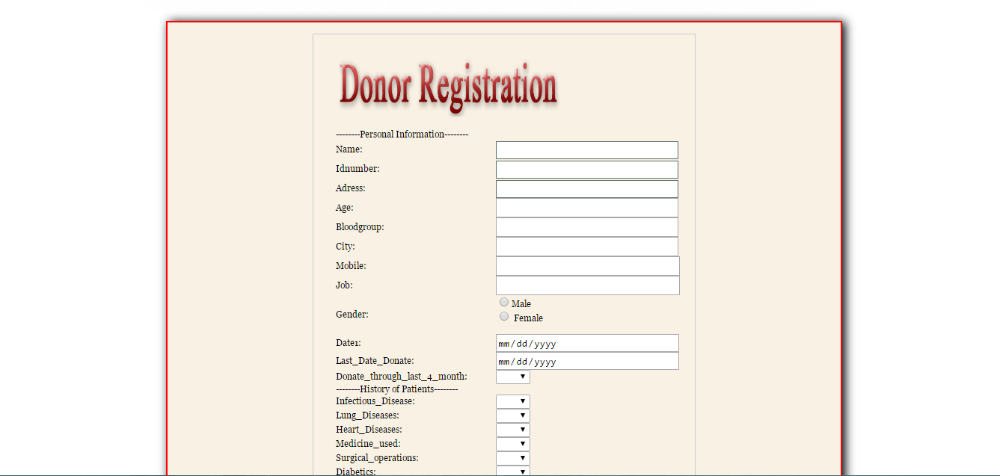 Donor Registration
--------Personal Information--------
Name:
Idnumber:
Adress:
Age:
Bloodgroup:
City:
Mobile:
Job:
Gender:
Male
Female
Date1:
mm/dd/yyyy
Last_Date_Donate:
mm/dd/yyyy
Donate_through_last_4_month:
--------History of Patients--------
Infectious_Disease:
Lung_Diseases:
Heart_Diseases:
Medicine_used:
Surgical_operations:
Diabetics: